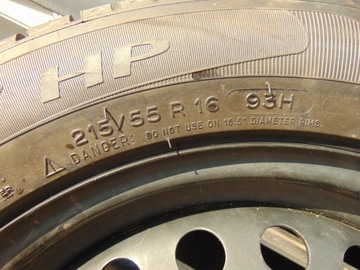 HP
215/55 R 16 93H
⚠ DANGER: DO NOT USE ON 16.5" DIAMETER RIMS.